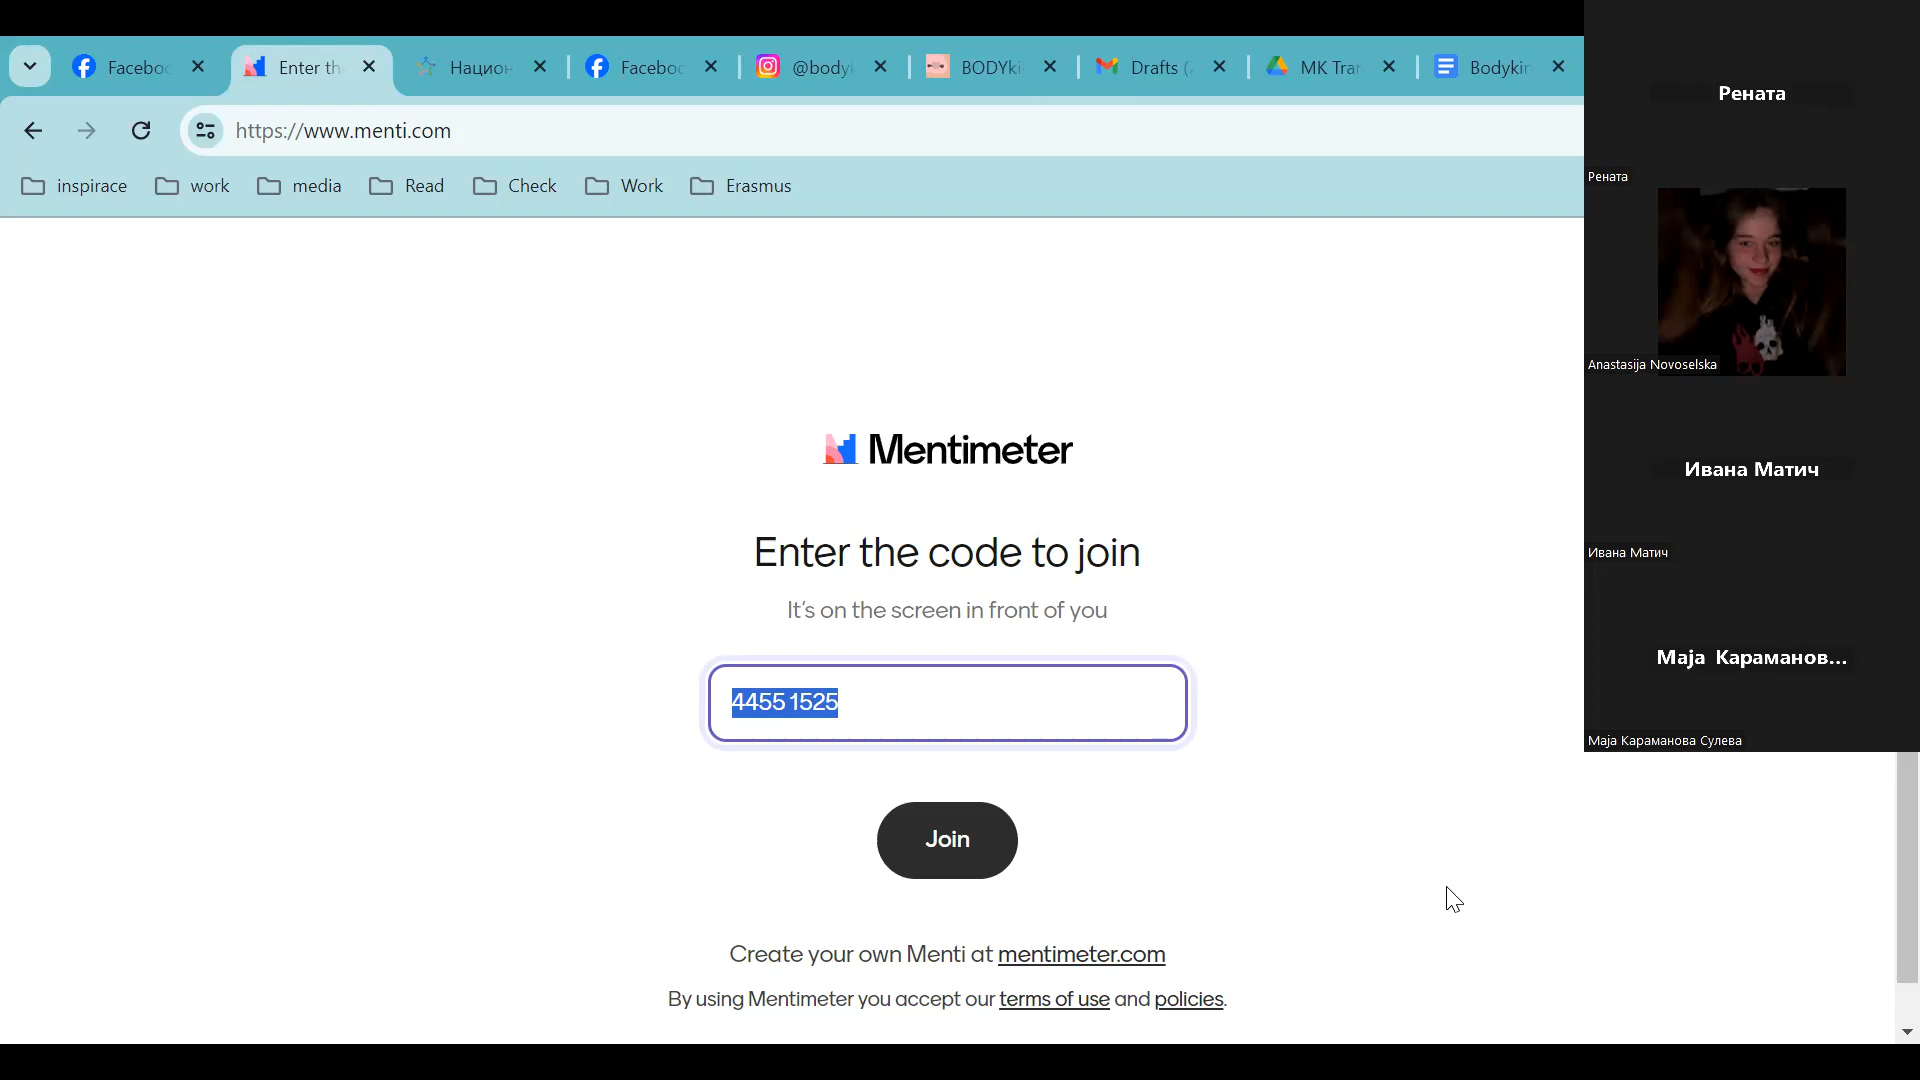 Faceboc
Enter th
Национ
Faceboc
@body
BODYki
Drafts (
MK Trar
Bodykin
https://www.menti.com
inspirace
work
media
Read
Check
Work
Erasmus
Mentimeter
Enter the code to join
It's on the screen in front of you
4455 1525
Join
Create your own Menti at mentimeter.com
By using Mentimeter you accept our terms of use and policies.
Рената
Рената
Anastasija Novoselska
Ивана Матич
Ивана Матич
Маја Караманов...
Маја Караманова Сулева